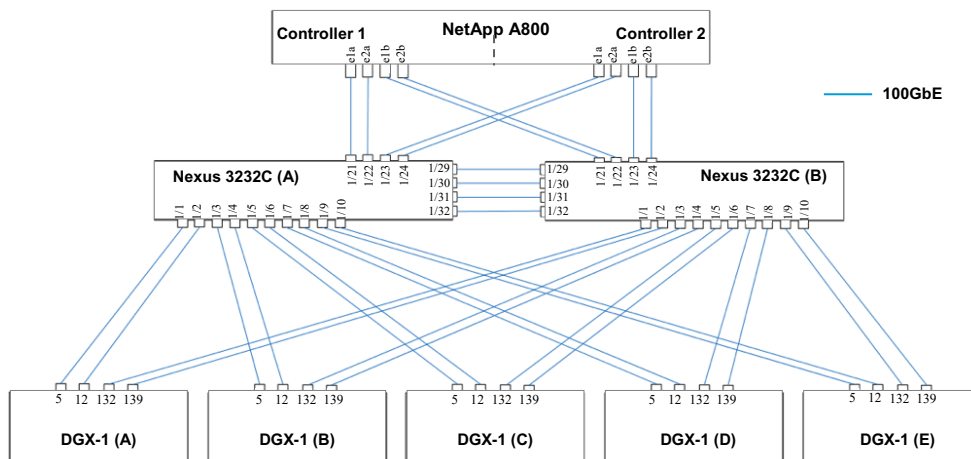 NetApp A800
Controller 1
Controller 2
e1a e2a e1b e2b
e1a e2a e1b e2b
100GbE
1/21 1/22 1/23 1/24
1/29
1/30
1/31
1/32
Nexus 3232C (A)
1/1 1/2 1/3 1/4 1/5 1/6 1/7 1/8 1/9 1/10
1/29
1/30
1/31
1/32
1/21 1/22 1/23 1/24
Nexus 3232C (B)
1/1 1/2 1/3 1/4 1/5 1/6 1/7 1/8 1/9 1/10
5 12 132 139
DGX-1 (A)
5 12 132 139
DGX-1 (B)
5 12 132 139
DGX-1 (C)
5 12 132 139
DGX-1 (D)
5 12 132 139
DGX-1 (E)